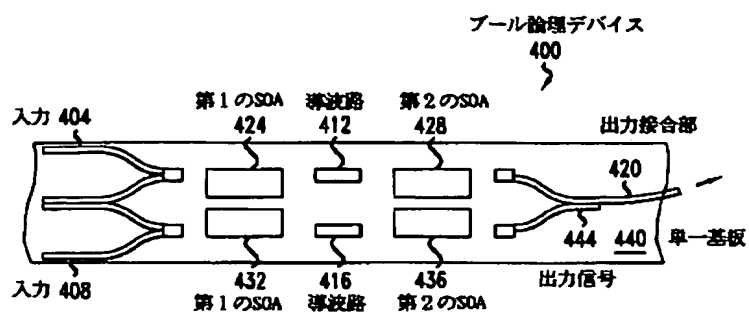 ブール論理デバイス
400
第1のSOA 導波路 第2のSOA
入力 404 424 412 428 出力接合部
420
444 440 単一基板
入力 408 432 416 436 出力信号
第1のSOA 導波路 第2のSOA